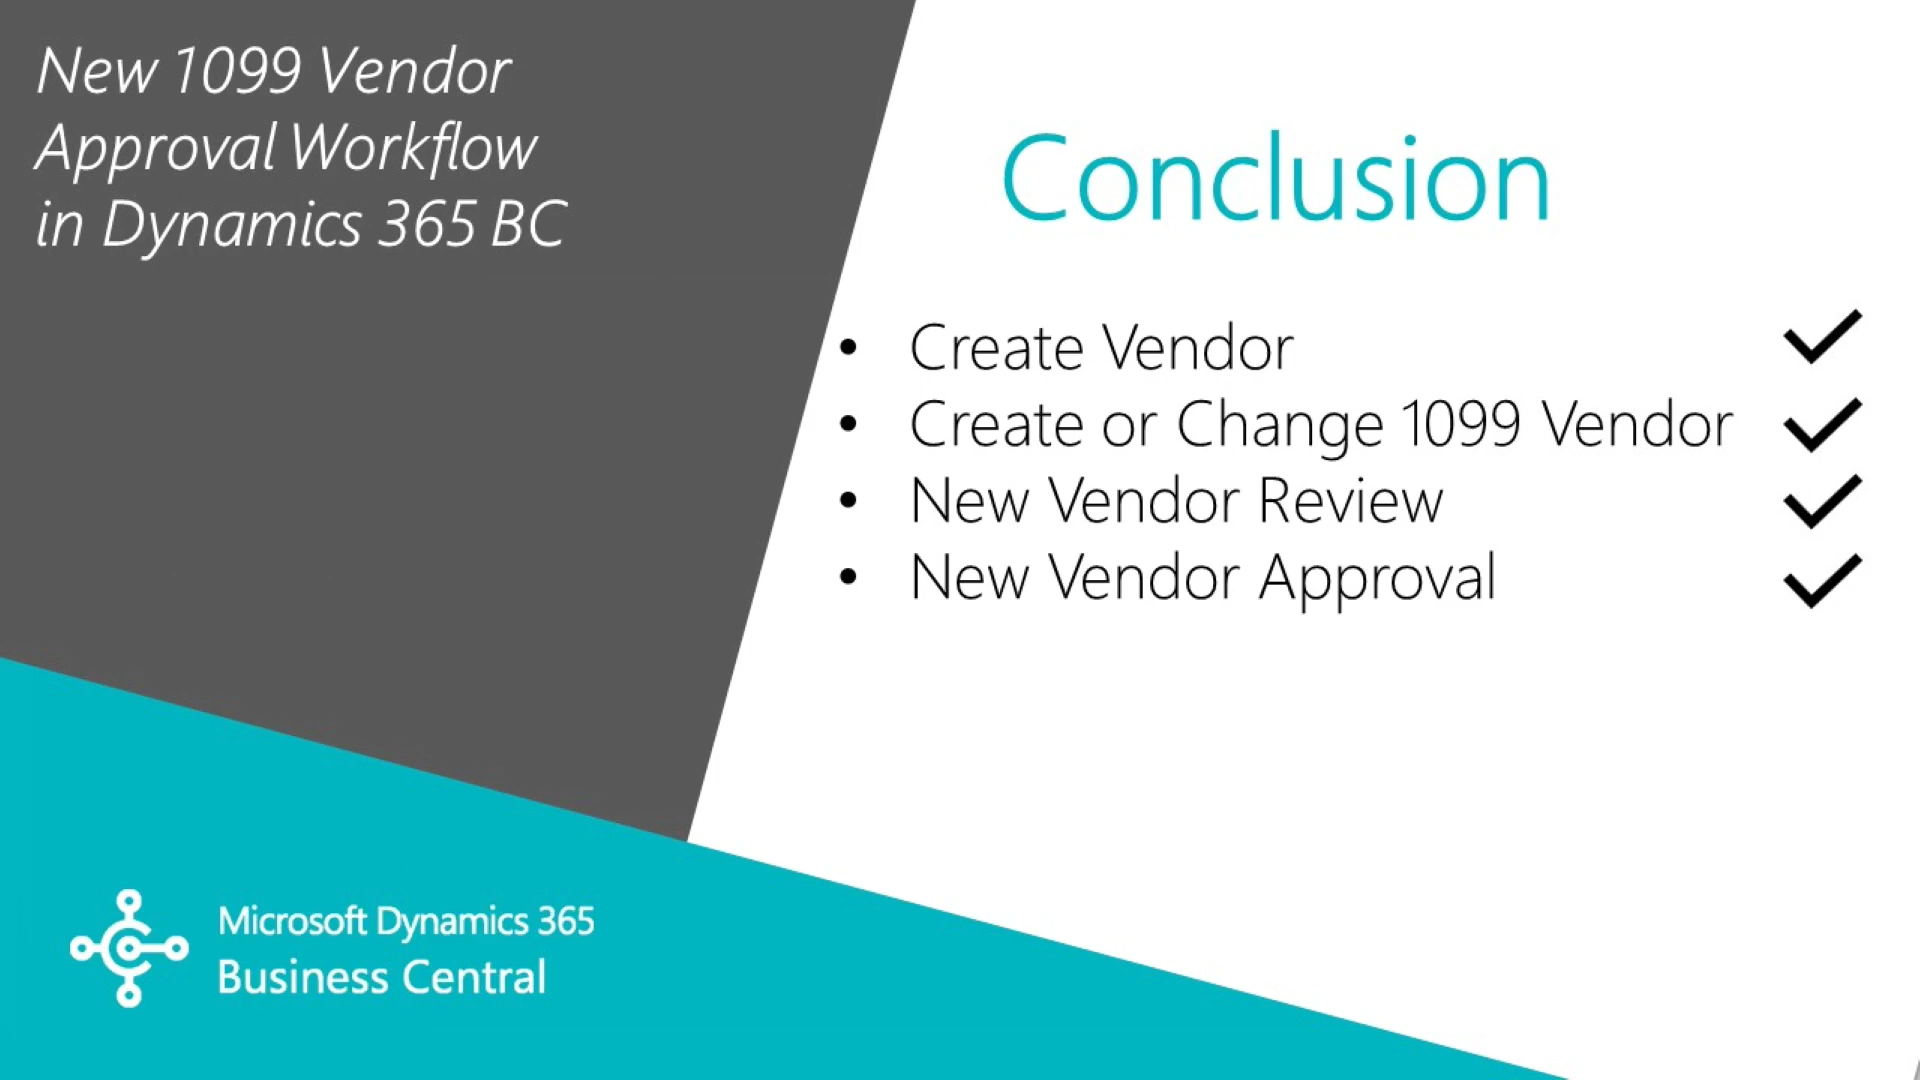 New 1099 Vendor
Approval Workflow
in Dynamics 365 BC
Conclusion
• Create Vendor
• Create or Change 1099 Vendor
• New Vendor Review
• New Vendor Approval
Microsoft Dynamics 365
Business Central